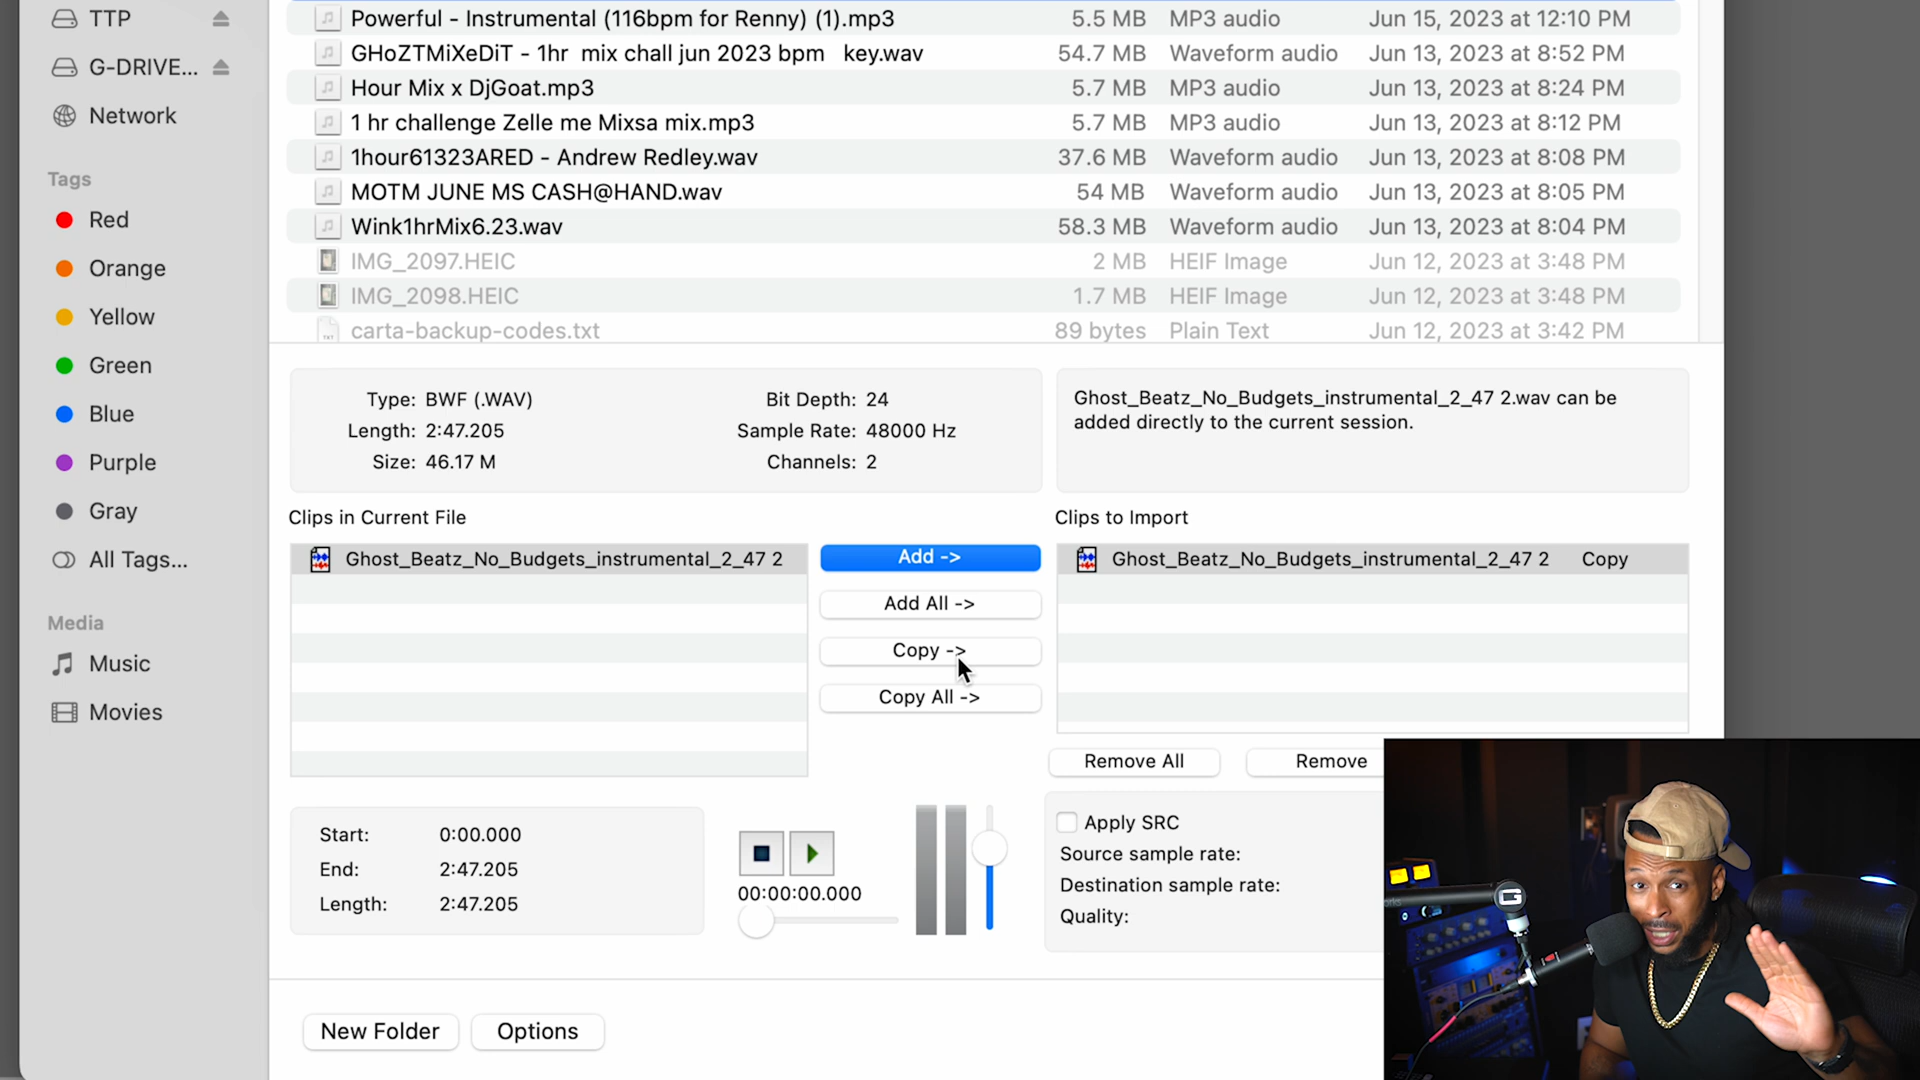 TTP
G-DRIVE...
Network
Tags
Red
Orange
Yellow
Green
Blue
Purple
Gray
All Tags...
Media
Music
Movies
Powerful - Instrumental (116bpm for Renny) (1).mp3 5.5 MB MP3 audio Jun 15, 2023 at 12:10 PM
GHoZTMiXeDiT - 1hr mix chall jun 2023 bpm key.wav 54.7 MB Waveform audio Jun 13, 2023 at 8:52 PM
Hour Mix x DjGoat.mp3 5.7 MB MP3 audio Jun 13, 2023 at 8:24 PM
1 hr challenge Zelle me Mixsa mix.mp3 5.7 MB MP3 audio Jun 13, 2023 at 8:12 PM
1hour61323ARED - Andrew Redley.wav 37.6 MB Waveform audio Jun 13, 2023 at 8:08 PM
MOTM JUNE MS CASH@HAND.wav 54 MB Waveform audio Jun 13, 2023 at 8:05 PM
Wink1hrMix6.23.wav 58.3 MB Waveform audio Jun 13, 2023 at 8:04 PM
IMG_2097.HEIC 2 MB HEIF Image Jun 12, 2023 at 3:48 PM
IMG_2098.HEIC 1.7 MB HEIF Image Jun 12, 2023 at 3:48 PM
carta-backup-codes.txt 89 bytes Plain Text Jun 12, 2023 at 3:42 PM
Type: BWF (.WAV) Bit Depth: 24
Length: 2:47.205 Sample Rate: 48000 Hz
Size: 46.17 M Channels: 2
Ghost_Beatz_No_Budgets_instrumental_2_47 2.wav can be
added directly to the current session.
Clips in Current File
Ghost_Beatz_No_Budgets_instrumental_2_47 2
Add ->
Add All ->
Copy ->
Copy All ->
Clips to Import
Ghost_Beatz_No_Budgets_instrumental_2_47 2 Copy
Remove All Remove
Start: 0:00.000
End: 2:47.205
Length: 2:47.205
00:00:00.000
Apply SRC
Source sample rate:
Destination sample rate:
Quality:
New Folder Options
G